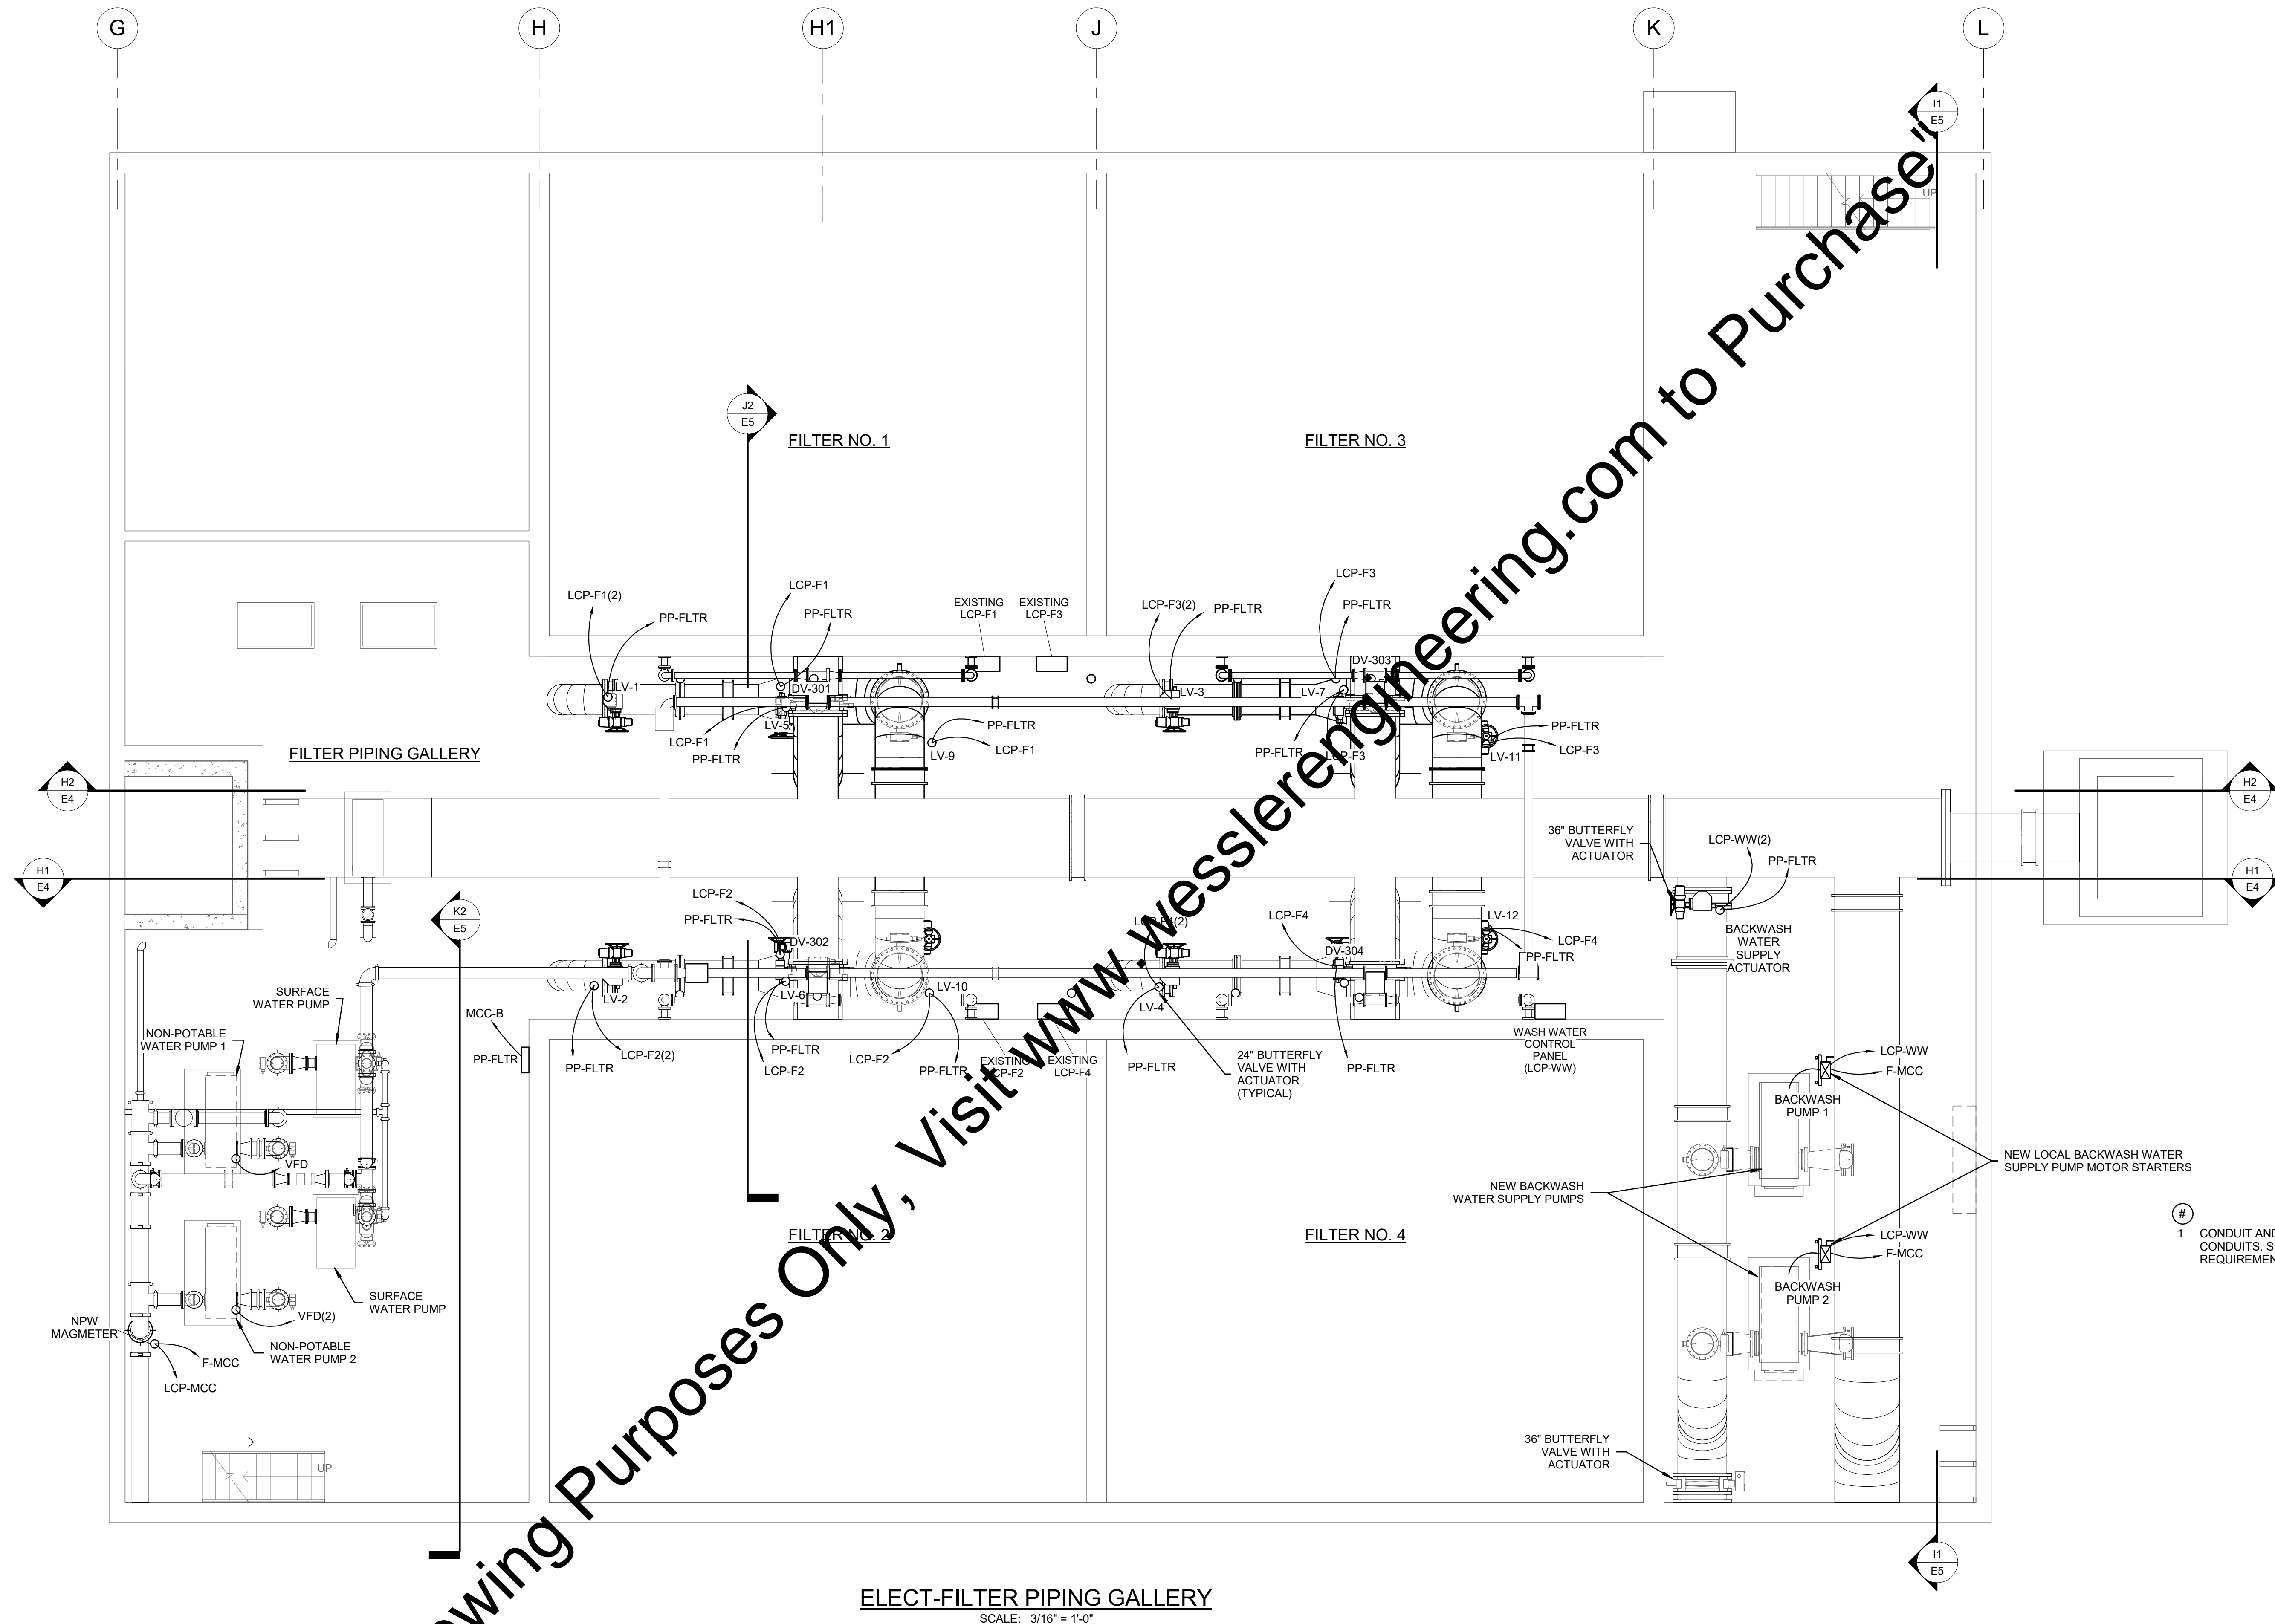 G
H
H1
J
K
L
I1
E5
UP
J2
E5
FILTER NO. 1
FILTER NO. 3
LCP-F1(2)
PP-FLTR
LCP-F1
PP-FLTR
EXISTING
LCP-F1
EXISTING
LCP-F3
LCP-F3(2)
PP-FLTR
LCP-F3
PP-FLTR
LV-1
DV-301
LV-5
LCP-F1
PP-FLTR
PP-FLTR
LCP-F1
LV-9
LV-3
LV-7
DV-303
PP-FLTR
LCP-F3
PP-FLTR
LCP-F3
LV-11
FILTER PIPING GALLERY
H2
E4
H2
E4
H1
E4
H1
E4
36" BUTTERFLY
VALVE WITH
ACTUATOR
LCP-WW(2)
PP-FLTR
BACKWASH
WATER
SUPPLY
ACTUATOR
K2
E5
LCP-F2
PP-FLTR
DV-302
LV-2
LV-6
LV-10
LCP-F4(2)
LCP-F4
DV-304
LV-12
LCP-F4
PP-FLTR
LV-4
SURFACE
WATER PUMP
NON-POTABLE
WATER PUMP 1
MCC-B
PP-FLTR
PP-FLTR
LCP-F2(2)
PP-FLTR
LCP-F2
LCP-F2
PP-FLTR
EXISTING
LCP-F2
EXISTING
LCP-F4
PP-FLTR
24" BUTTERFLY
VALVE WITH
ACTUATOR
(TYPICAL)
PP-FLTR
WASH WATER
CONTROL
PANEL
(LCP-WW)
LCP-WW
F-MCC
BACKWASH
PUMP 1
VFD
NEW LOCAL BACKWASH WATER
SUPPLY PUMP MOTOR STARTERS
NEW BACKWASH
WATER SUPPLY PUMPS
FILTER NO. 2
FILTER NO. 4
LCP-WW
F-MCC
BACKWASH
PUMP 2
#
1 CONDUIT AND
CONDUITS. S
REQUIREMEN
SURFACE
WATER PUMP
VFD(2)
NPW
MAGMETER
NON-POTABLE
WATER PUMP 2
F-MCC
LCP-MCC
36" BUTTERFLY
VALVE WITH
ACTUATOR
UP
I1
E5
ELECT-FILTER PIPING GALLERY
SCALE: 3/16" = 1'-0"
owing Purposes Only, Visit www.wesslerengineering.com to Purchase"